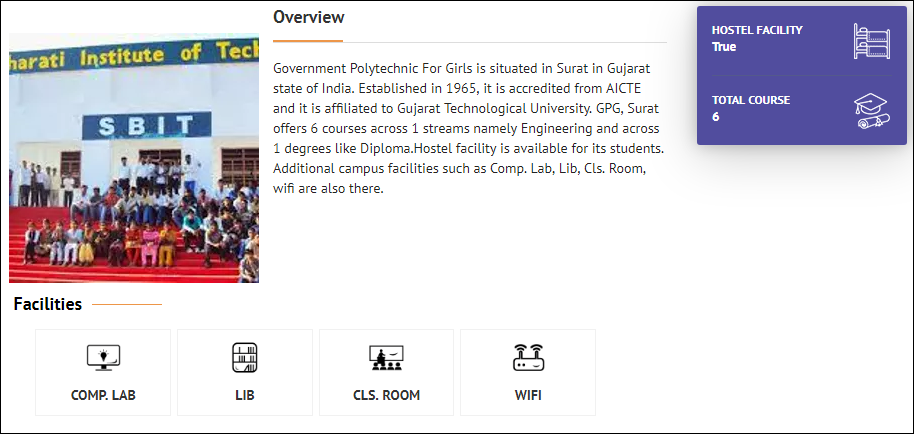 Overview
HOSTEL FACILITY
True
TOTAL COURSE
6
harati Institute of Tech
SBIT
Government Polytechnic For Girls is situated in Surat in Gujarat
state of India. Established in 1965, it is accredited from AICTE
and it is affiliated to Gujarat Technological University. GPG, Surat
offers 6 courses across 1 streams namely Engineering and across
1 degrees like Diploma.Hostel facility is available for its students.
Additional campus facilities such as Comp. Lab, Lib, Cls. Room,
wifi are also there.
Facilities
COMP. LAB
LIB
CLS. ROOM
WIFI